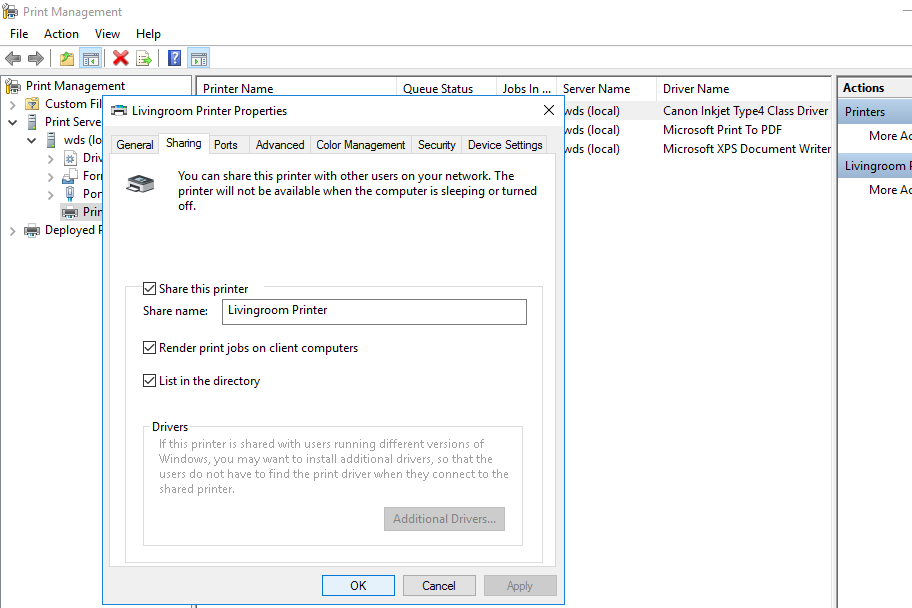 Print Management
File Action View Help
Print Management
Custom Fil
Print Serve
wds (lo
Driv
For
Por
Prin
Deployed P
Printer Name Queue Status Jobs In ... Server Name Driver Name
wds (local) Canon Inkjet Type4 Class Driver
wds (local) Microsoft Print To PDF
wds (local) Microsoft XPS Document Writer
Actions
Printers
More Ac
Livingroom P
More Ac
Livingroom Printer Properties
General Sharing Ports Advanced Color Management Security Device Settings
You can share this printer with other users on your network. The
printer will not be available when the computer is sleeping or turned
off.
Share this printer
Share name: Livingroom Printer
Render print jobs on client computers
List in the directory
Drivers
If this printer is shared with users running different versions of
Windows, you may want to install additional drivers, so that the
users do not have to find the print driver when they connect to the
shared printer.
Additional Drivers...
OK Cancel Apply